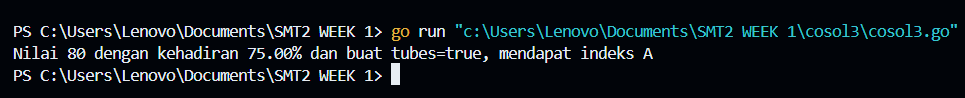 PS C:\Users\Lenovo\Documents\SMT2 WEEK 1> go run "c:\Users\Lenovo\Documents\SMT2 WEEK 1\cosol3\cosol3.go"
Nilai 80 dengan kehadiran 75.00% dan buat tubes=true, mendapat indeks A
PS C:\Users\Lenovo\Documents\SMT2 WEEK 1>